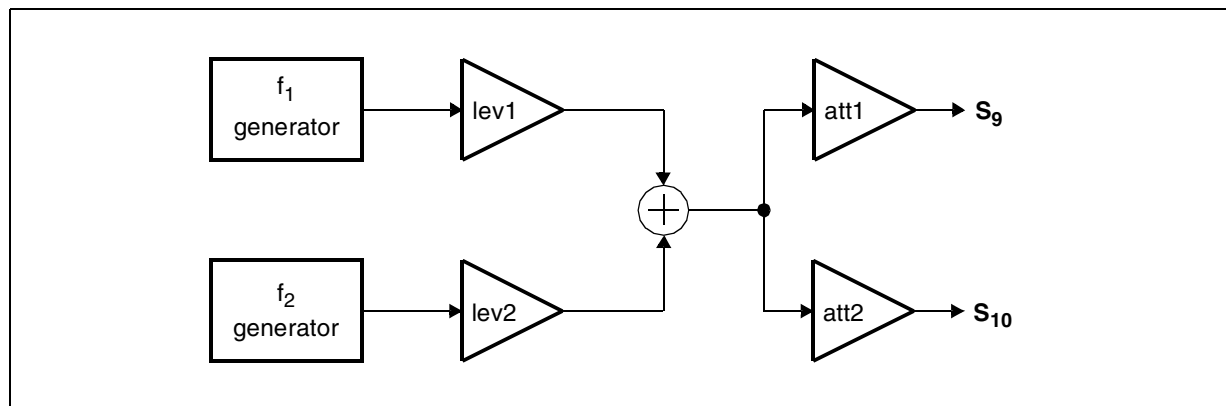 f1
generator
lev1
att1
S9
f2
generator
lev2
att2
S10